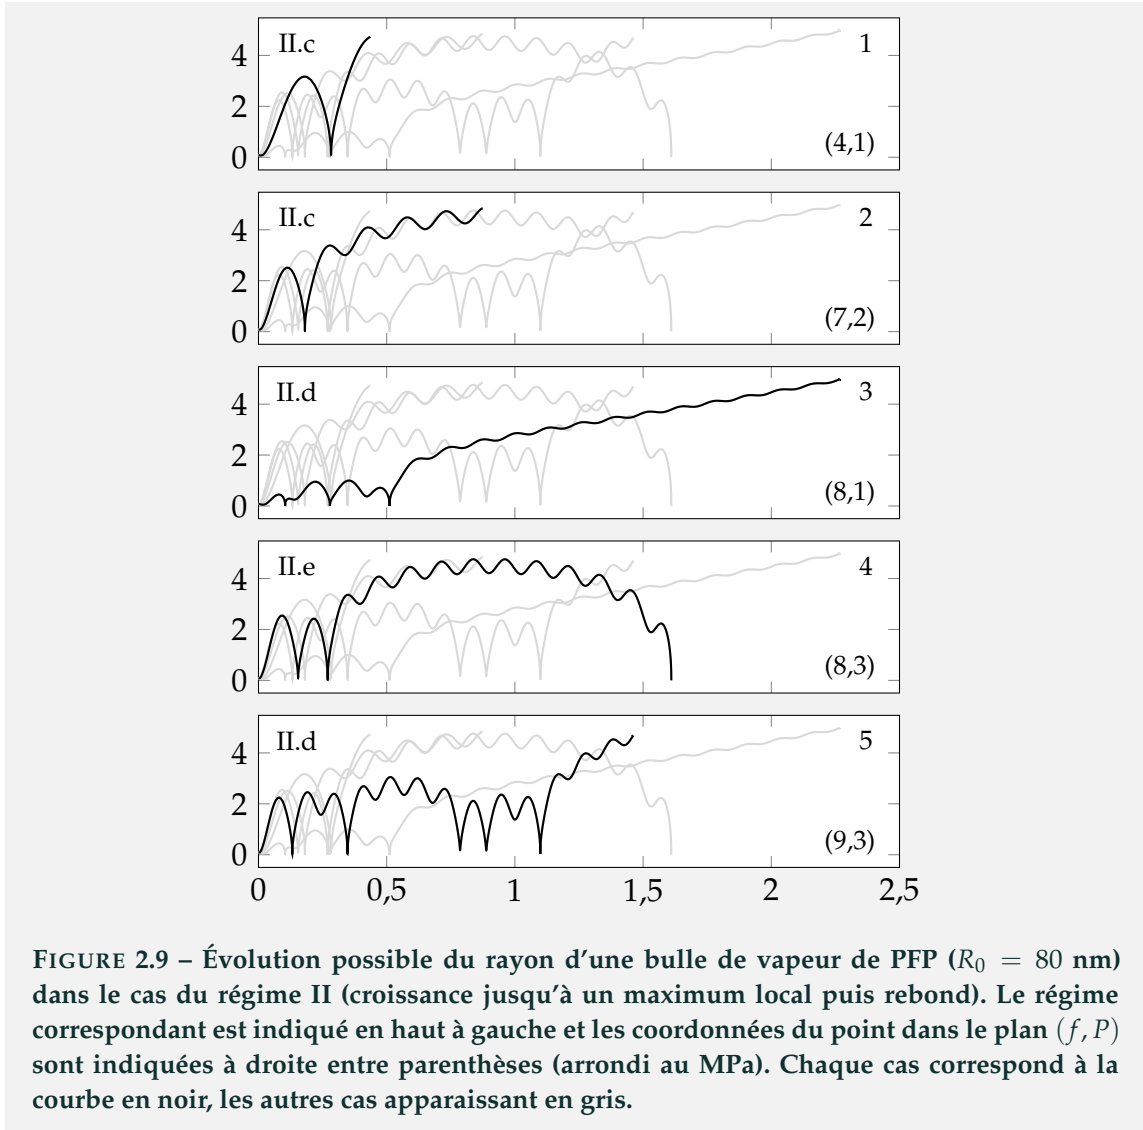 II.c 1
4
2
0 (4,1)
II.c 2
4
2
0 (7,2)
II.d 3
4
2
0 (8,1)
II.e 4
4
2
0 (8,3)
II.d 5
4
2
0 (9,3)
0 0,5 1 1,5 2 2,5
FIGURE 2.9 – Évolution possible du rayon d'une bulle de vapeur de PFP (R₀ = 80 nm)
dans le cas du régime II (croissance jusqu'à un maximum local puis rebond). Le régime
correspondant est indiqué en haut à gauche et les coordonnées du point dans le plan (f, P)
sont indiquées à droite entre parenthèses (arrondi au MPa). Chaque cas correspond à la
courbe en noir, les autres cas apparaissant en gris.